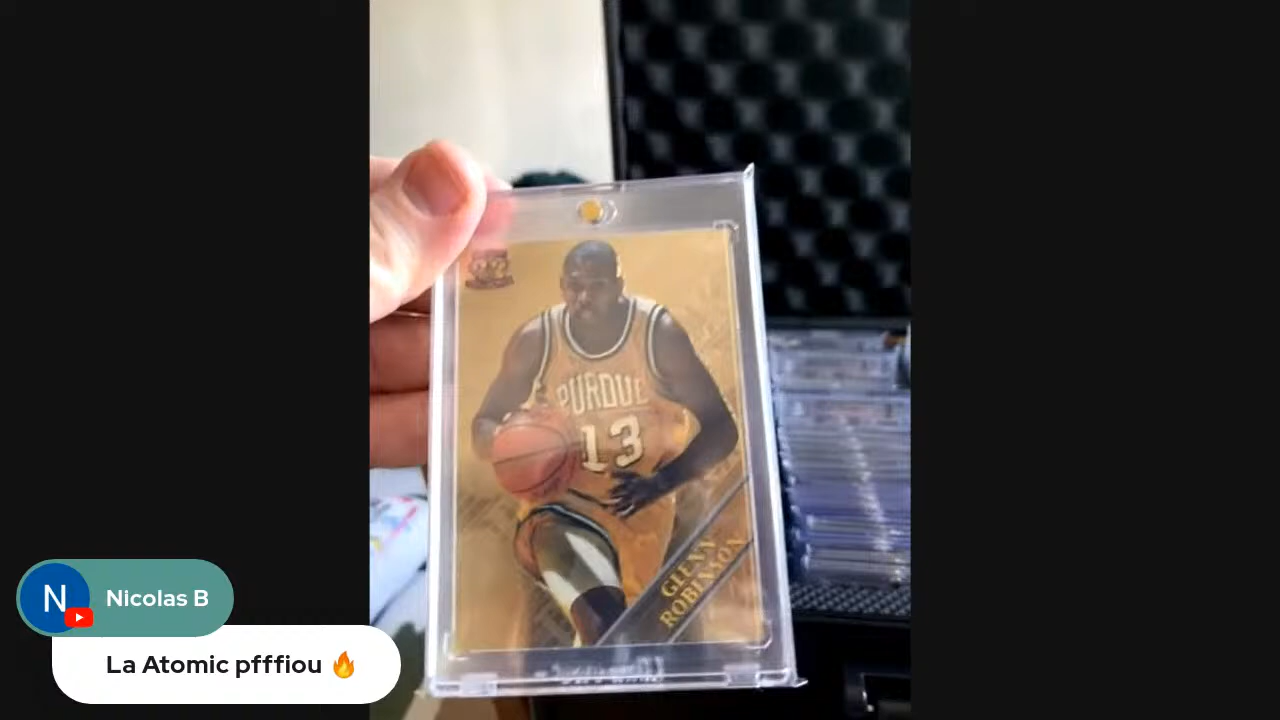 PURDUE
13
GLENN
ROBINSON
N
Nicolas B
La Atomic pfffiou 🔥